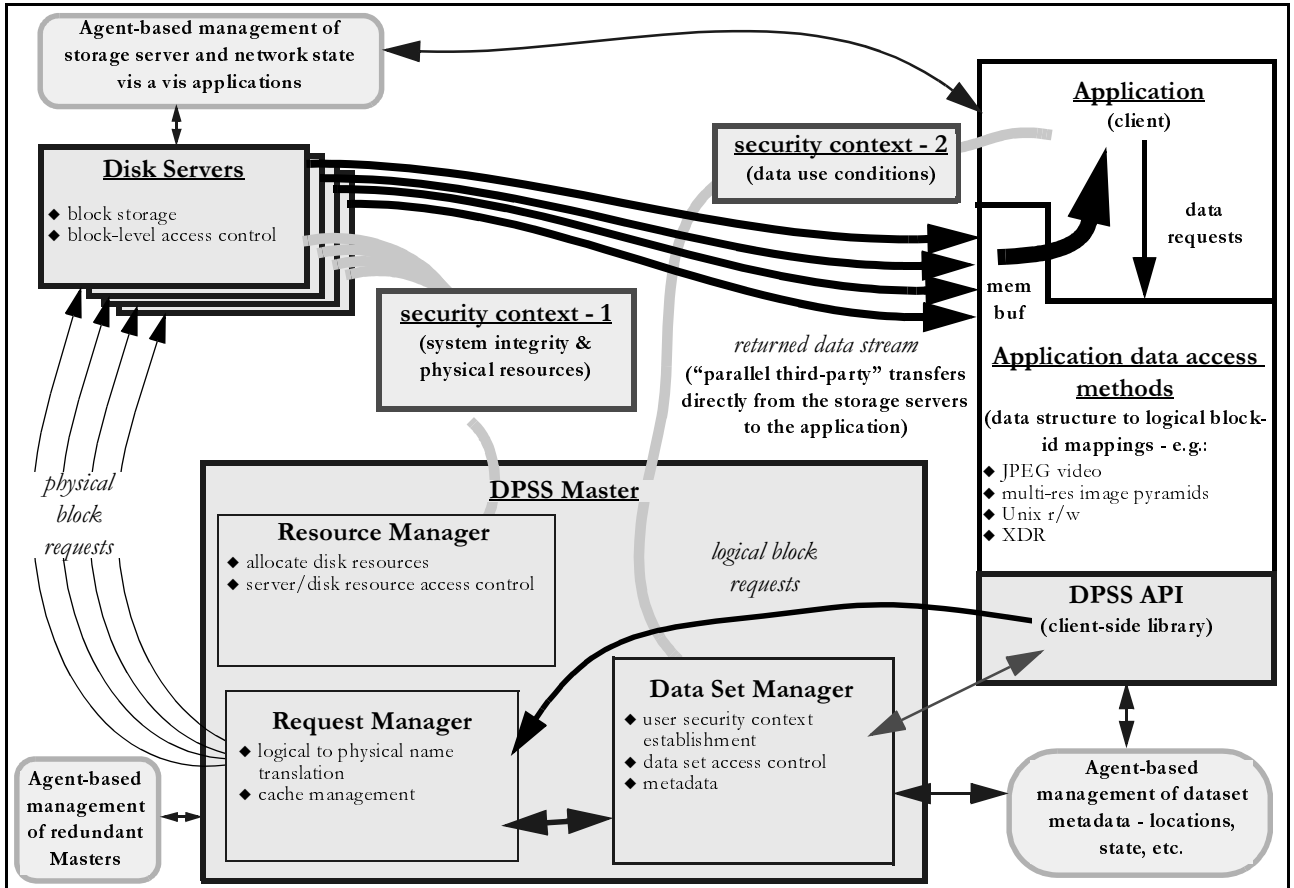 Agent-based management of
storage server and network state
vis a vis applications
Disk Servers
◆ block storage
◆ block-level access control
security context - 2
(data use conditions)
Application
(client)
data
requests
mem
buf
security context - 1
(system integrity &
physical resources)
returned data stream
(“parallel third-party” transfers
directly from the storage servers
to the application)
Application data access
methods
(data structure to logical block-
id mappings - e.g.:
◆ JPEG video
◆ multi-res image pyramids
◆ Unix r/w
◆ XDR
physical
block
requests
DPSS Master
Resource Manager
◆ allocate disk resources
◆ server/disk resource access control
logical block
requests
DPSS API
(client-side library)
Request Manager
◆ logical to physical name
translation
◆ cache management
Data Set Manager
◆ user security context
establishment
◆ data set access control
◆ metadata
Agent-based
management
of redundant
Masters
Agent-based
management of dataset
metadata - locations,
state, etc.